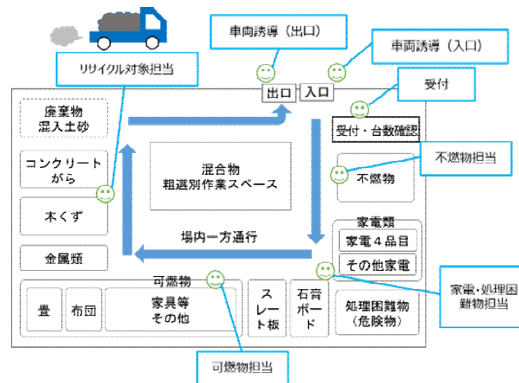 車両誘導（出口）
車両誘導（入口）
リサイクル対象担当
受付
出口
入口
廃棄物
混入土砂
受付・台数確認
不燃物担当
コンクリート
がら
混合物
粗選別作業スペース
不燃物
木くず
場内一方通行
家電類
家電４品目
その他家電
金属類
可燃物
畳
布団
家具等
その他
スレート板
石膏ボード
処理困難物
（危険物）
家電・処理困
難物担当
可燃物担当